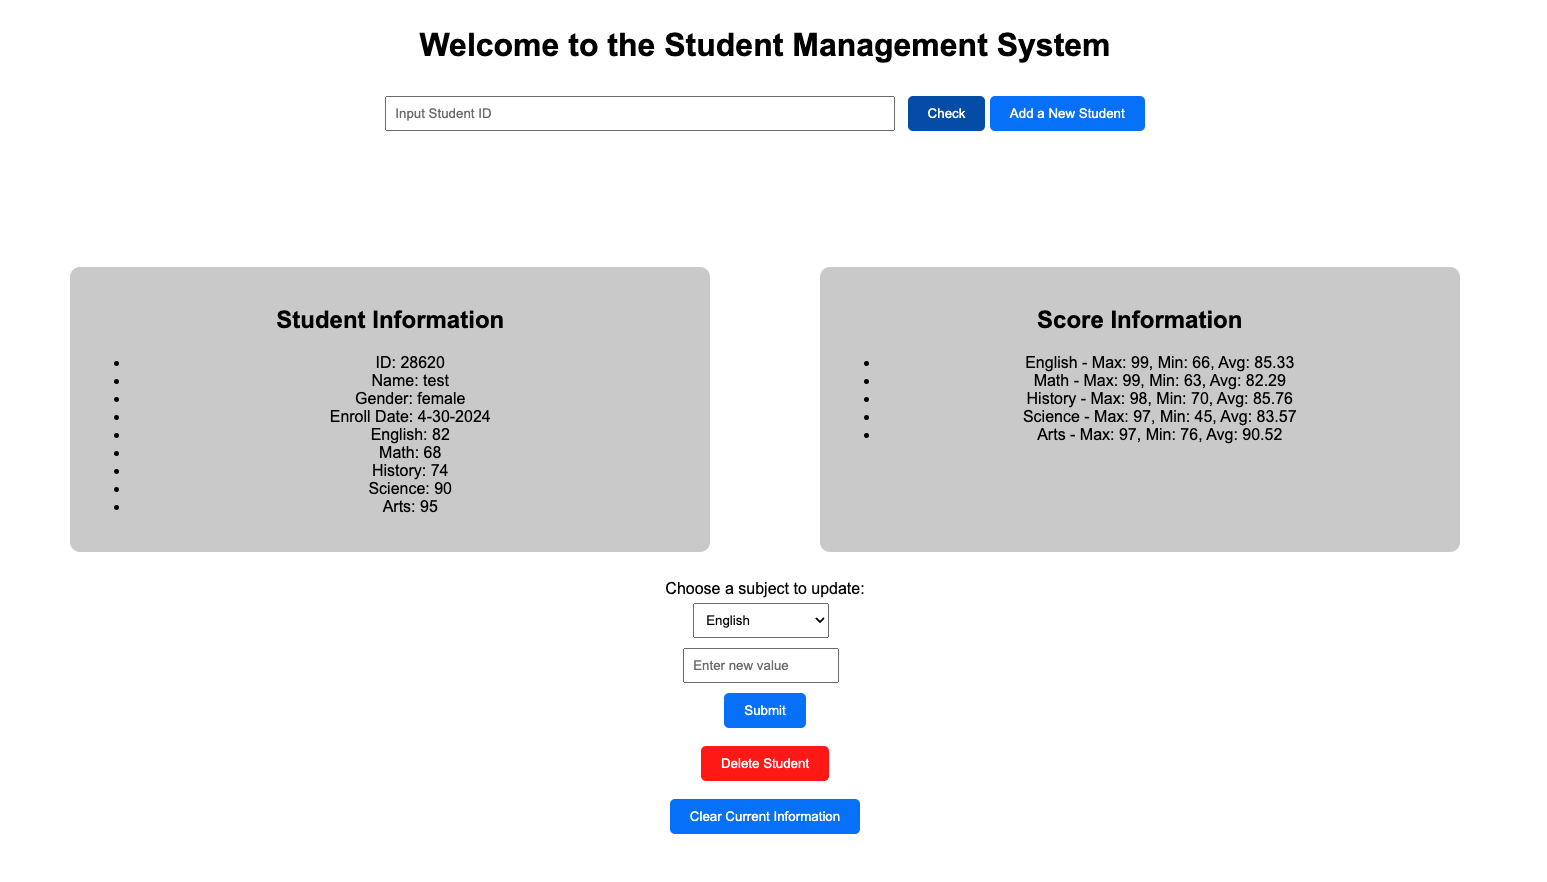 Welcome to the Student Management System
Input Student ID
Check
Add a New Student
Student Information
ID: 28620
Name: test
Gender: female
Enroll Date: 4-30-2024
English: 82
Math: 68
History: 74
Science: 90
Arts: 95
Score Information
English - Max: 99, Min: 66, Avg: 85.33
Math - Max: 99, Min: 63, Avg: 82.29
History - Max: 98, Min: 70, Avg: 85.76
Science - Max: 97, Min: 45, Avg: 83.57
Arts - Max: 97, Min: 76, Avg: 90.52
Choose a subject to update:
English
Enter new value
Submit
Delete Student
Clear Current Information